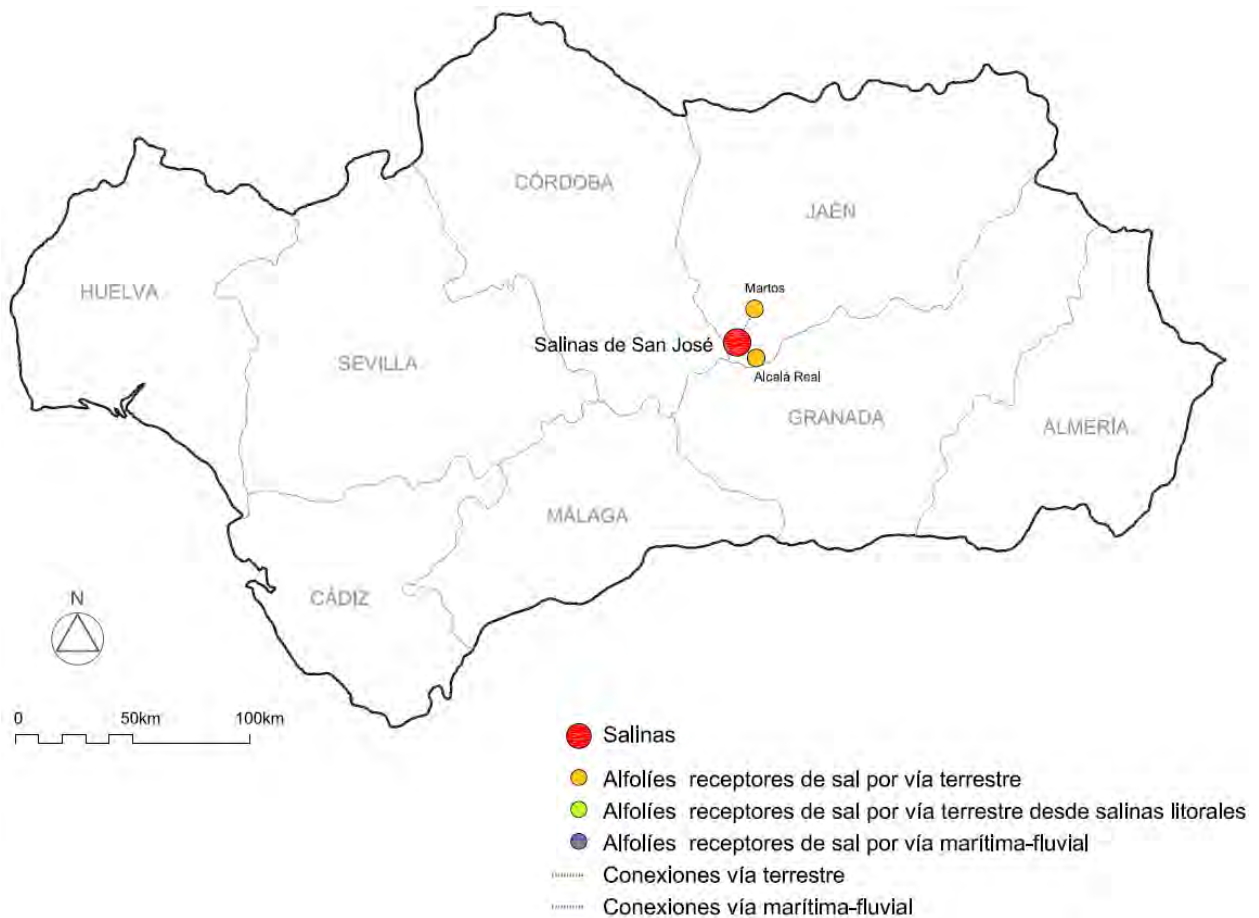 CÓRDOBA
JAÉN
HUELVA
Martos
Salinas de San José
SEVILLA
Alcalá Real
GRANADA
ALMERÍA
MÁLAGA
CÁDIZ
N
0 50km 100km
Salinas
Alfolíes receptores de sal por vía terrestre
Alfolíes receptores de sal por vía terrestre desde salinas litorales
Alfolíes receptores de sal por vía marítima-fluvial
Conexiones vía terrestre
Conexiones vía marítima-fluvial